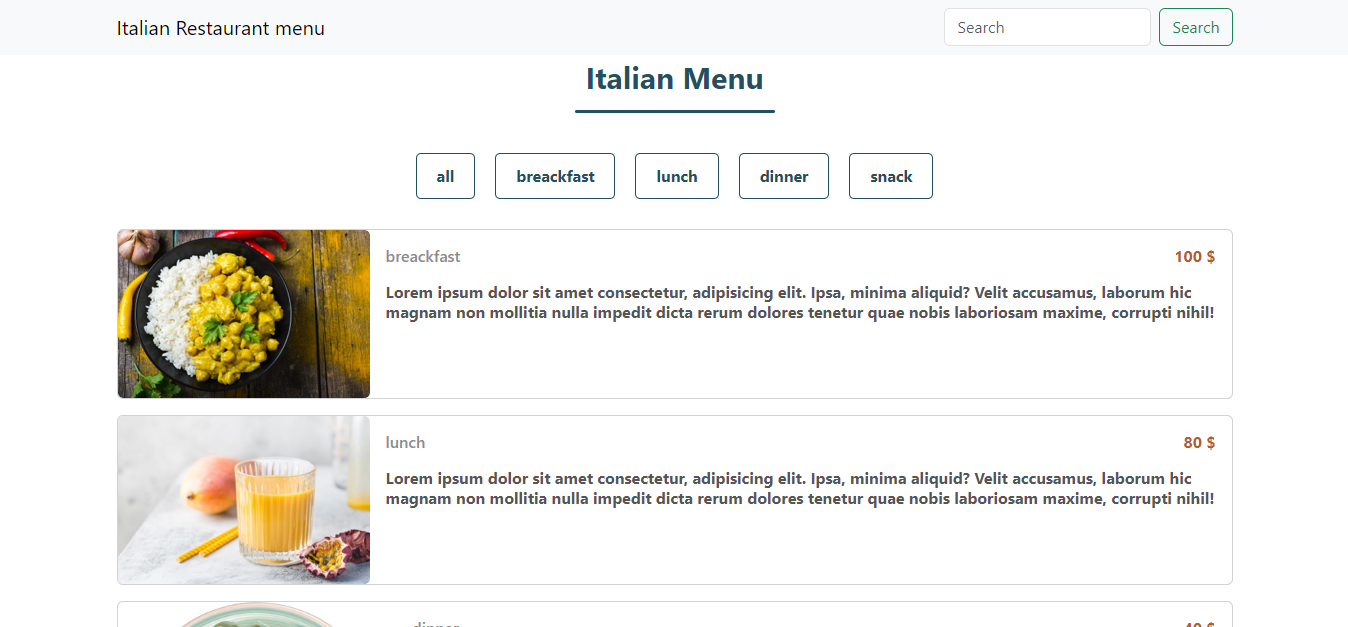 Italian Restaurant menu
Search
Search
Italian Menu
all
breackfast
lunch
dinner
snack
breackfast
100 $
Lorem ipsum dolor sit amet consectetur, adipisicing elit. Ipsa, minima aliquid? Velit accusamus, laborum hic
magnam non mollitia nulla impedit dicta rerum dolores tenetur quae nobis laboriosam maxime, corrupti nihil!
lunch
80 $
Lorem ipsum dolor sit amet consectetur, adipisicing elit. Ipsa, minima aliquid? Velit accusamus, laborum hic
magnam non mollitia nulla impedit dicta rerum dolores tenetur quae nobis laboriosam maxime, corrupti nihil!
dinner
40 $